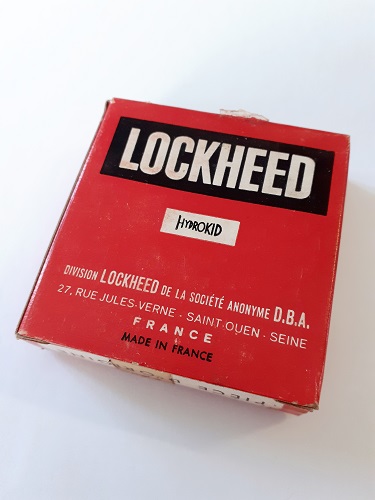 LOCKHEED
HYDROKID
DIVISION LOCKHEED DE LA SOCIÉTÉ ANONYME D.B.A.
27, RUE JULES-VERNE - SAINT-OUEN - SEINE
FRANCE
MADE IN FRANCE